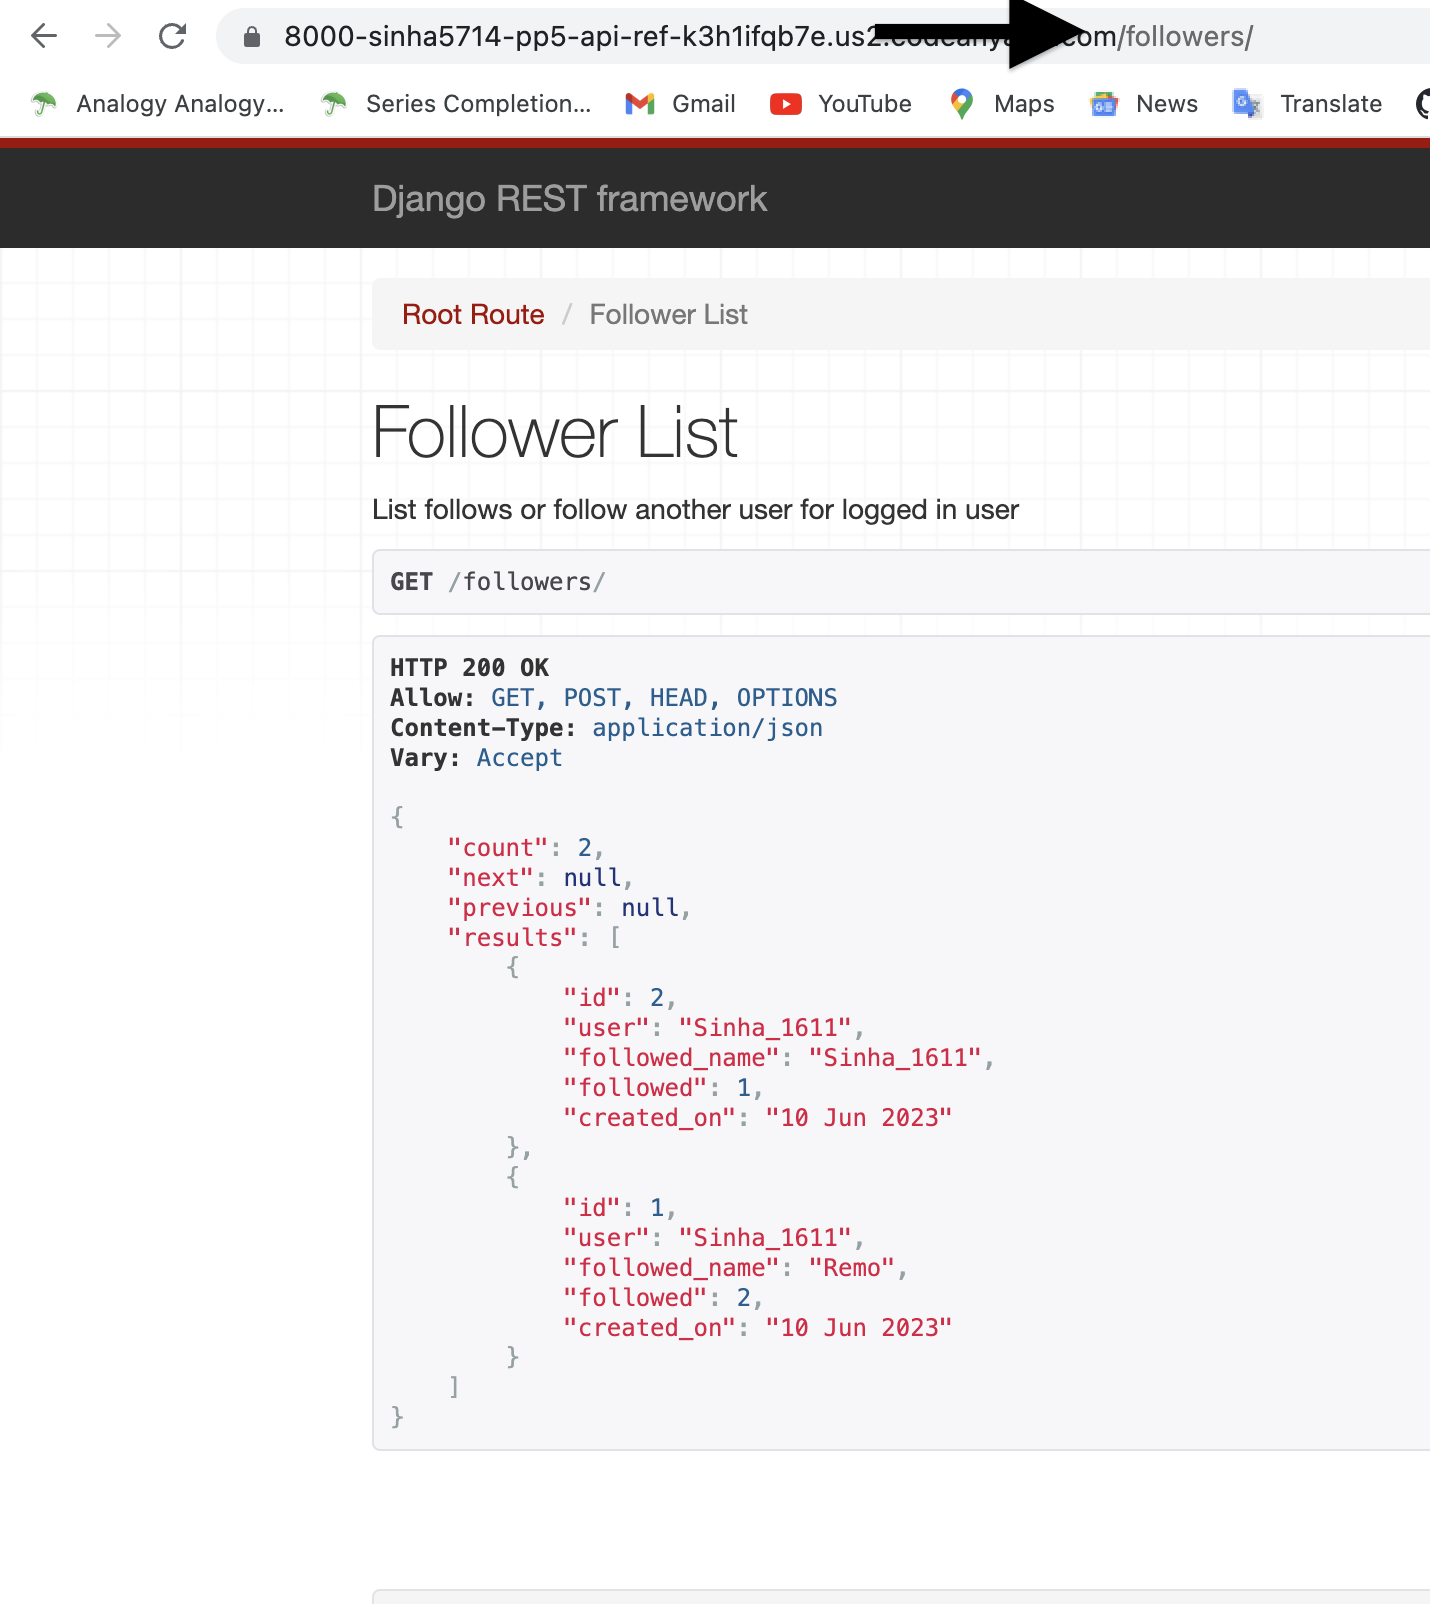 8000-sinha5714-pp5-api-ref-k3h1ifqb7e.us2.codeanyapp.com/followers/
Analogy Analogy... Series Completion... Gmail YouTube Maps News Translate
Django REST framework
Root Route / Follower List
Follower List
List follows or follow another user for logged in user
GET /followers/
HTTP 200 OK
Allow: GET, POST, HEAD, OPTIONS
Content-Type: application/json
Vary: Accept
{
"count": 2,
"next": null,
"previous": null,
"results": [
{
"id": 2,
"user": "Sinha_1611",
"followed_name": "Sinha_1611",
"followed": 1,
"created_on": "10 Jun 2023"
},
{
"id": 1,
"user": "Sinha_1611",
"followed_name": "Remo",
"followed": 2,
"created_on": "10 Jun 2023"
}
]
}